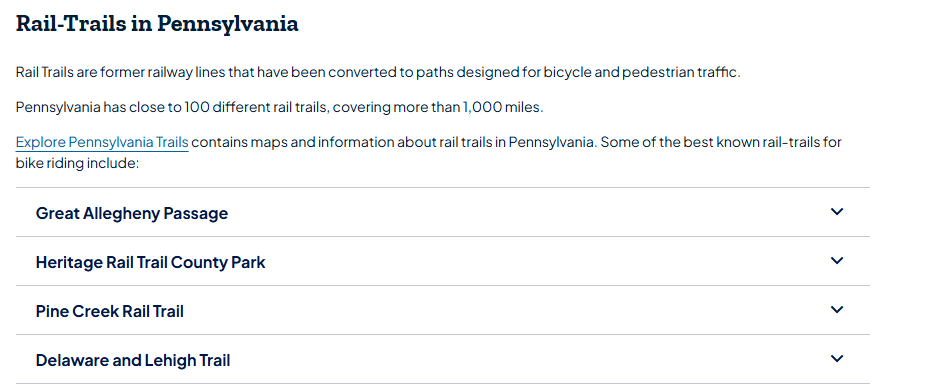 Rail-Trails in Pennsylvania
Rail Trails are former railway lines that have been converted to paths designed for bicycle and pedestrian traffic.
Pennsylvania has close to 100 different rail trails, covering more than 1,000 miles.
Explore Pennsylvania Trails contains maps and information about rail trails in Pennsylvania. Some of the best known rail-trails for
bike riding include:
Great Allegheny Passage
Heritage Rail Trail County Park
Pine Creek Rail Trail
Delaware and Lehigh Trail